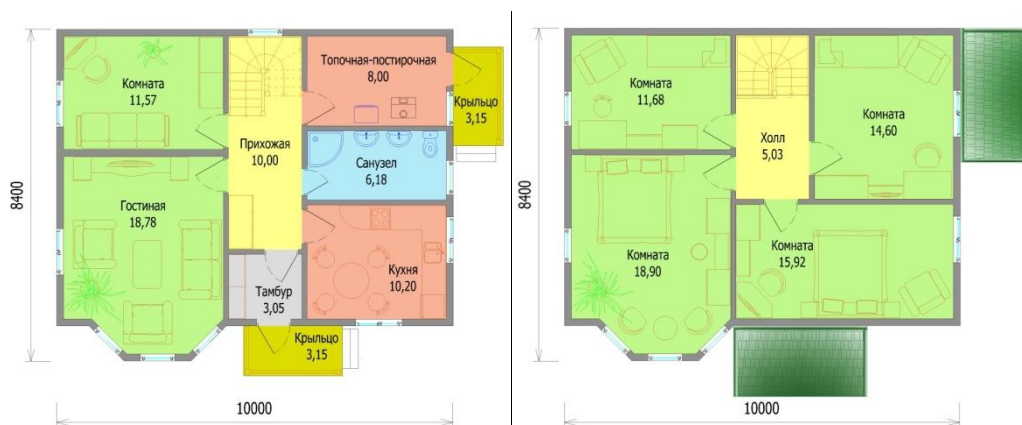 Комната
11,57
Топочная-постирочная
8,00
Крыльцо
3,15
Прихожая
10,00
Санузел
6,18
Гостиная
18,78
Кухня
10,20
Тамбур
3,05
Крыльцо
3,15
8400
10000
Комната
11,68
Холл
5,03
Комната
14,60
Комната
18,90
Комната
15,92
8400
10000